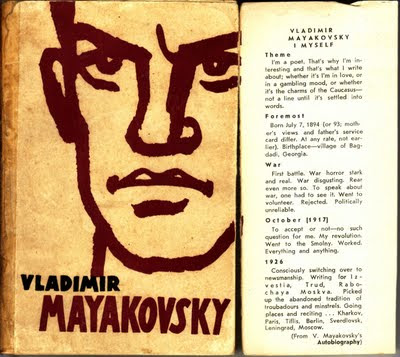 VLADIMIR
MAYAKOVSKY
VLADIMIR
MAYAKOVSKY
I MYSELF
Theme
I'm a poet. That's why I'm in-
teresting and that's what I write
about; whether it's I'm in love, or
in a gambling mood, or whether
it's the charms of the Caucasus—
not a line until it's settled into
words.
Foremost
Born July 7, 1894 (or 93; moth-
er's views and father's service
card differ. At any rate, not ear-
lier). Birthplace—village of Bag-
dadi, Georgia.
War
First battle. War horror stark
and real. War disgusting. Rear
even more so. To speak about
war, one had to see it. Went to
volunteer. Rejected. Politically
unreliable.
October (1917)
To accept or not—no such
question for me. My revolution.
Went to the Smolny. Worked.
Everything and anything.
1926
Consciously switching over to
newsmanship. Writing for Iz-
vestia, Trud, Rabo-
chaya Moskva. Picked
up the abandoned tradition of
troubadours and minstrels. Going
places and reciting ... Kharkov,
Paris, Tiflis, Berlin, Sverdlovsk,
Leningrad, Moscow.
(From V. Mayakovsky's
Autobiography)